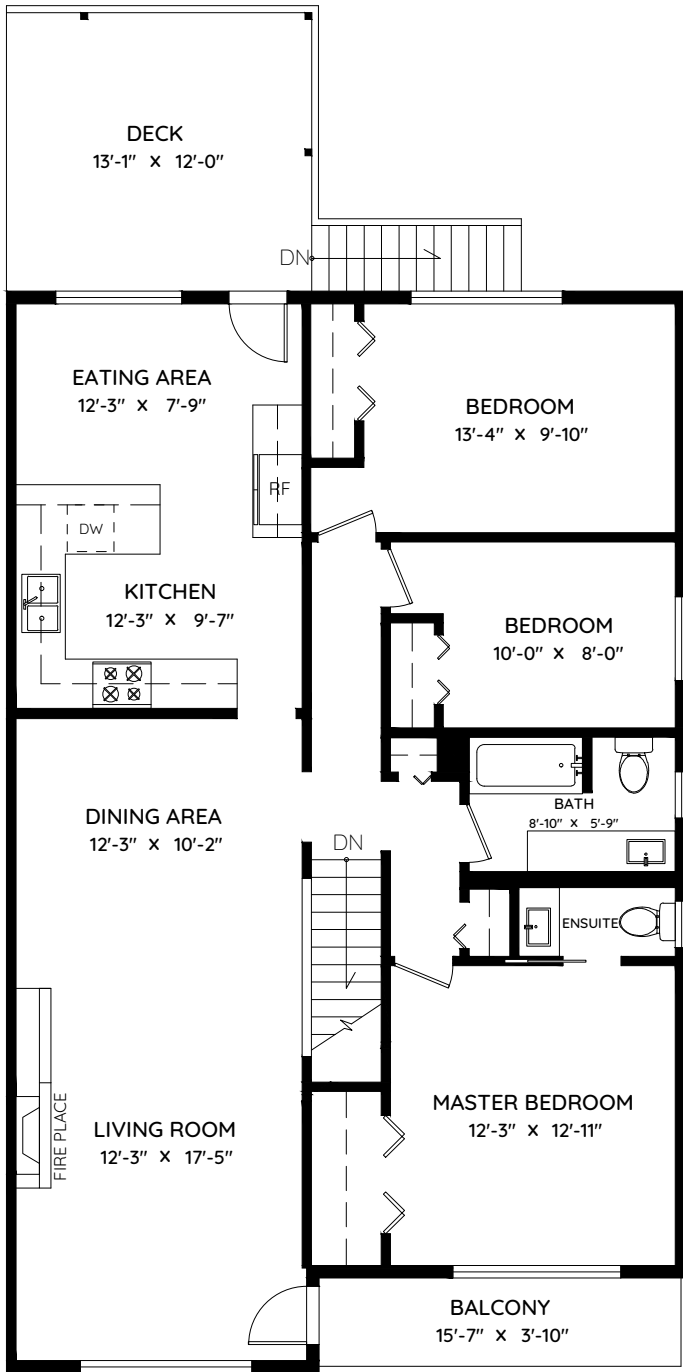 DECK
13'-1" x 12'-0"
DN
EATING AREA
12'-3" x 7'-9"
BEDROOM
13'-4" x 9'-10"
RF
DW
KITCHEN
12'-3" x 9'-7"
BEDROOM
10'-0" x 8'-0"
BATH
8'-10" x 5'-9"
DINING AREA
12'-3" x 10'-2"
DN
ENSUITE
FIRE PLACE
LIVING ROOM
12'-3" x 17'-5"
MASTER BEDROOM
12'-3" x 12'-11"
BALCONY
15'-7" x 3'-10"